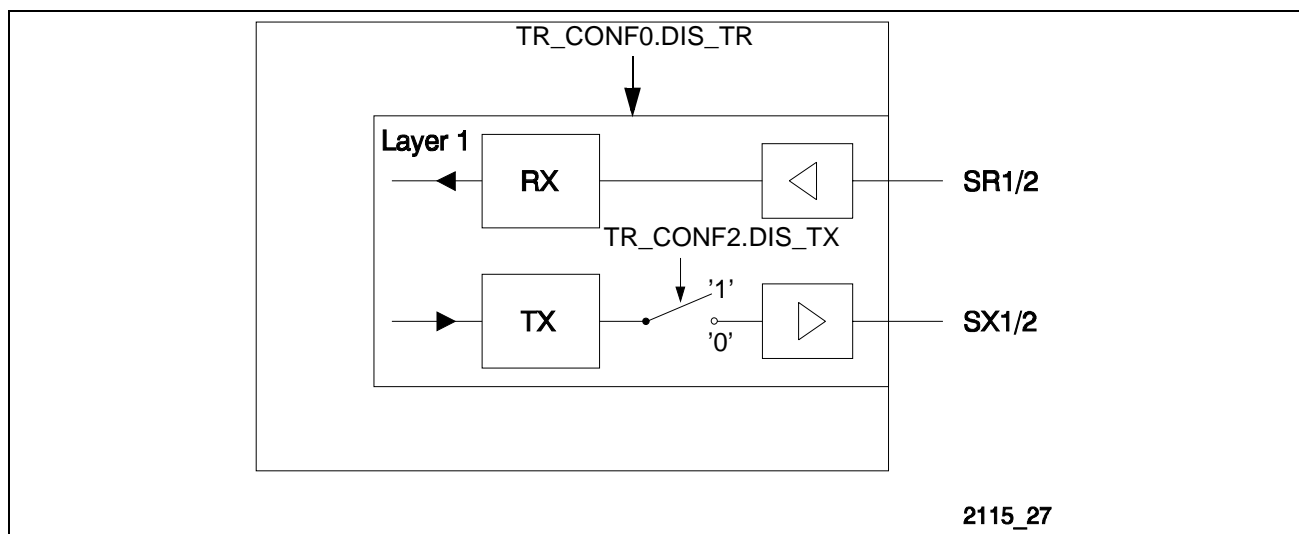 TR_CONF0.DIS_TR
Layer 1
RX
SR1/2
TR_CONF2.DIS_TX
TX
’1’
’0’
SX1/2
2115_27